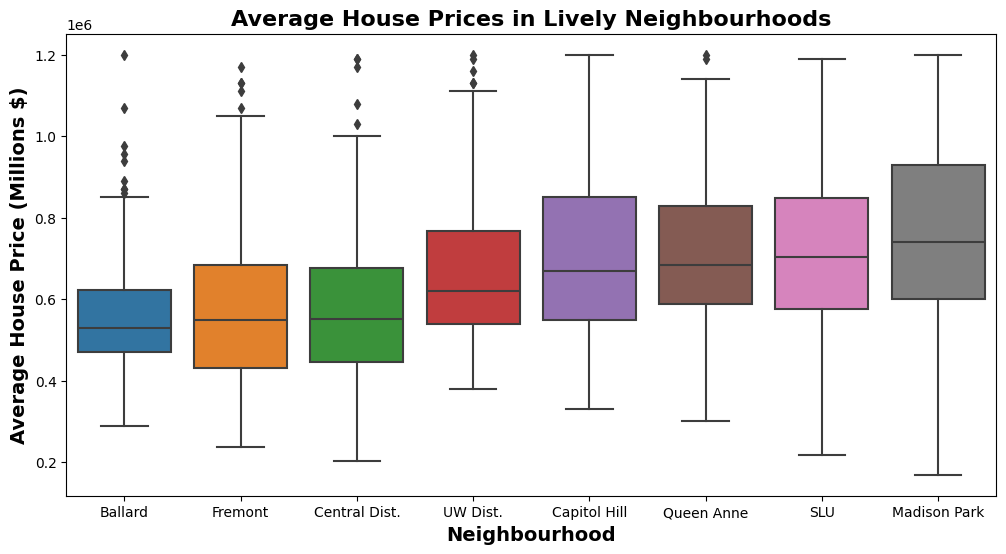 Average House Prices in Lively Neighbourhoods
1e6
1.2
1.0
0.8
0.6
0.4
0.2
Average House Price (Millions $)
Ballard Fremont Central Dist. UW Dist. Capitol Hill Queen Anne SLU Madison Park
Neighbourhood